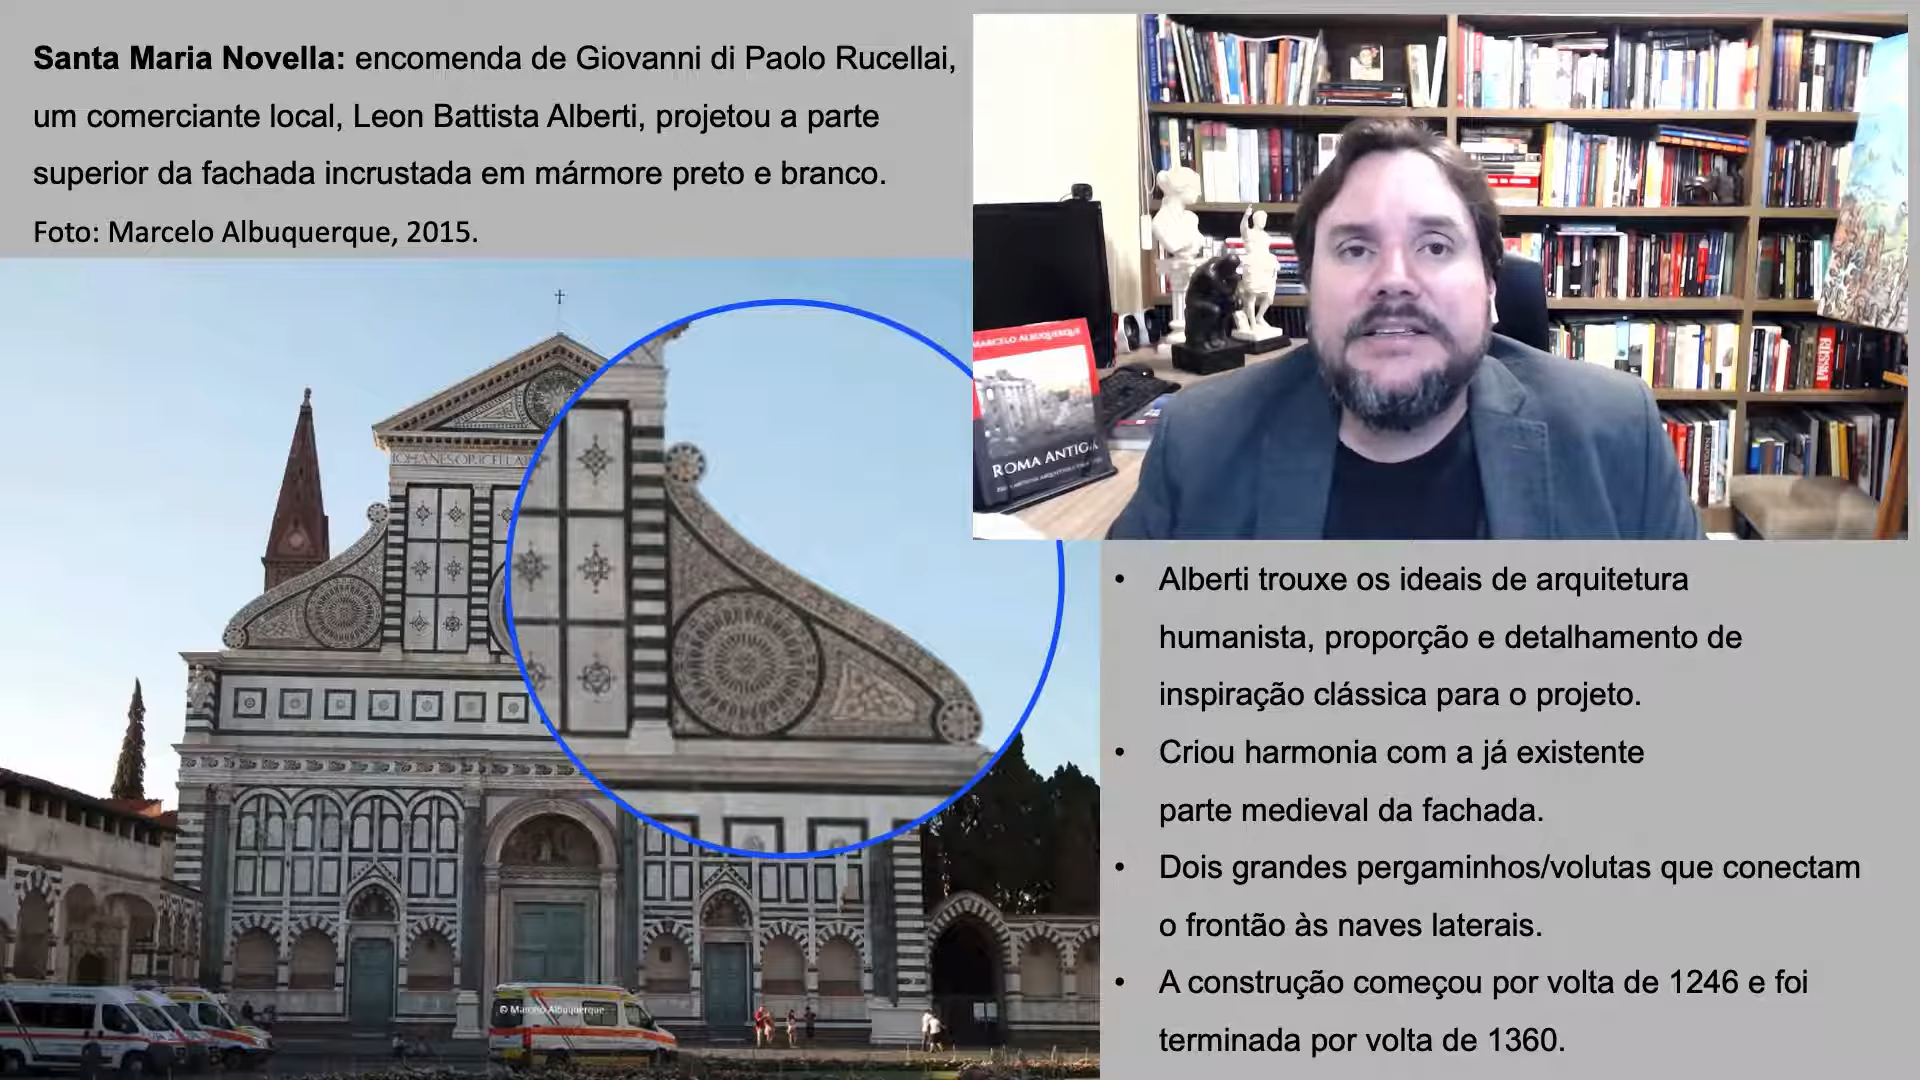 Santa Maria Novella: encomenda de Giovanni di Paolo Rucellai,
um comerciante local, Leon Battista Alberti, projetou a parte
superior da fachada incrustada em mármore preto e branco.
Foto: Marcelo Albuquerque, 2015.
MARCELO ALBUQUERQUE
ROMA ANTIGA
RÚSSIA
© Marcelo Albuquerque
• Alberti trouxe os ideais de arquitetura
humanista, proporção e detalhamento de
inspiração clássica para o projeto.
• Criou harmonia com a já existente
parte medieval da fachada.
• Dois grandes pergaminhos/volutas que conectam
o frontão às naves laterais.
• A construção começou por volta de 1246 e foi
terminada por volta de 1360.